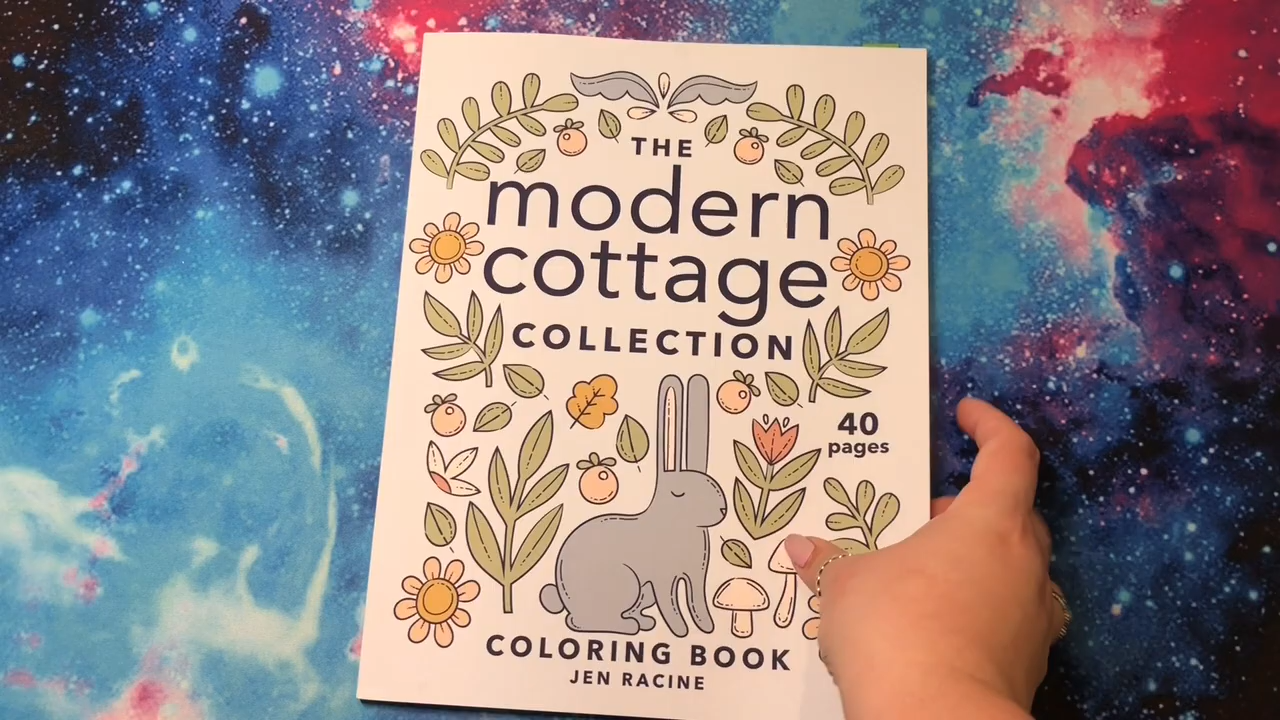 THE
modern
cottage
COLLECTION
40
pages
COLORING BOOK
JEN RACINE